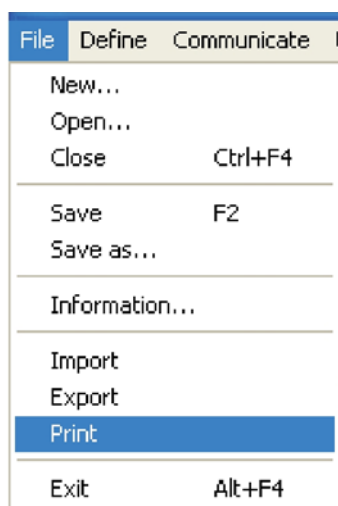 File Define Communicate
New...
Open...
Close Ctrl+F4
Save F2
Save as...
Information...
Import
Export
Print
Exit Alt+F4